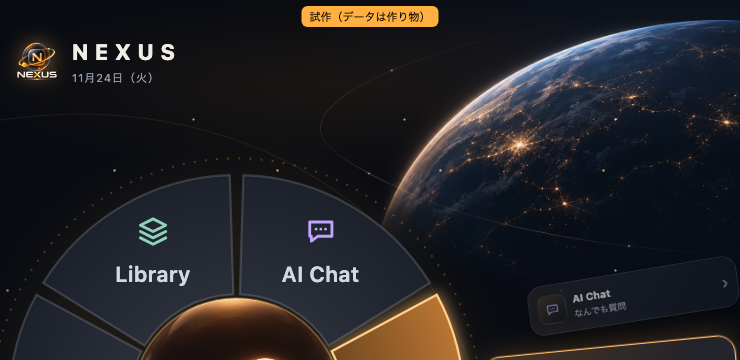 試作（データは作り物）
N
NEXUS
NEXUS
11月24日（火）
Library
AI Chat
AI Chat
なんでも質問